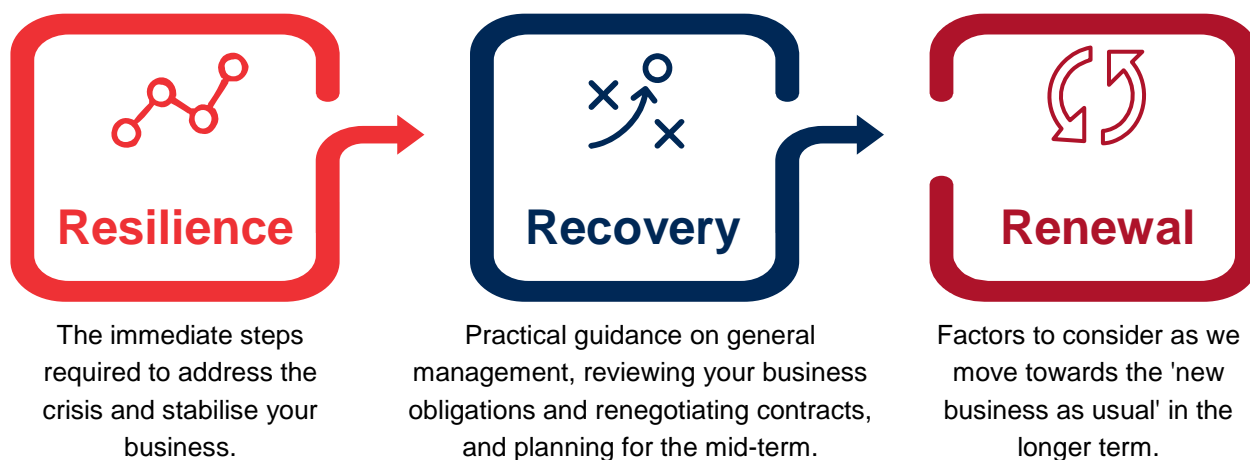 Resilience
The immediate steps
required to address the
crisis and stabilise your
business.
Recovery
Practical guidance on general
management, reviewing your business
obligations and renegotiating contracts,
and planning for the mid-term.
Renewal
Factors to consider as we
move towards the 'new
business as usual' in the
longer term.